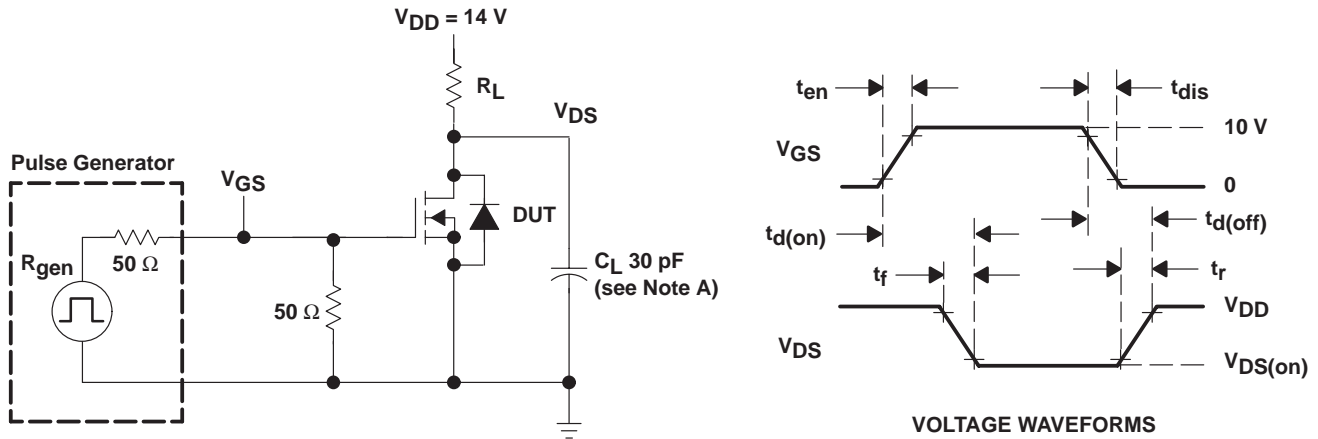 VDD = 14 V
RL
VDS
Pulse Generator
VGS
Rgen
50 Ω
50 Ω
DUT
CL 30 pF
(see Note A)
ten
tdis
VGS
10 V
0
td(on)
td(off)
tf
tr
VDS
VDD
VDS(on)
VOLTAGE WAVEFORMS